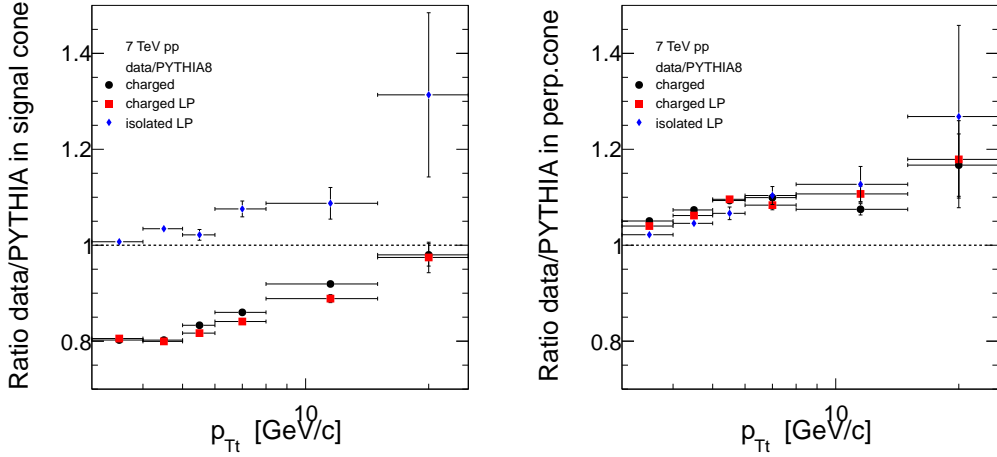 Ratio data/PYTHIA in signal cone
1.4
1.2
1
0.8
7 TeV pp
data/PYTHIA8
charged
charged LP
isolated LP
10
p_Tt [GeV/c]
Ratio data/PYTHIA in perp.cone
1.4
1.2
1
0.8
7 TeV pp
data/PYTHIA8
charged
charged LP
isolated LP
10
p_Tt [GeV/c]